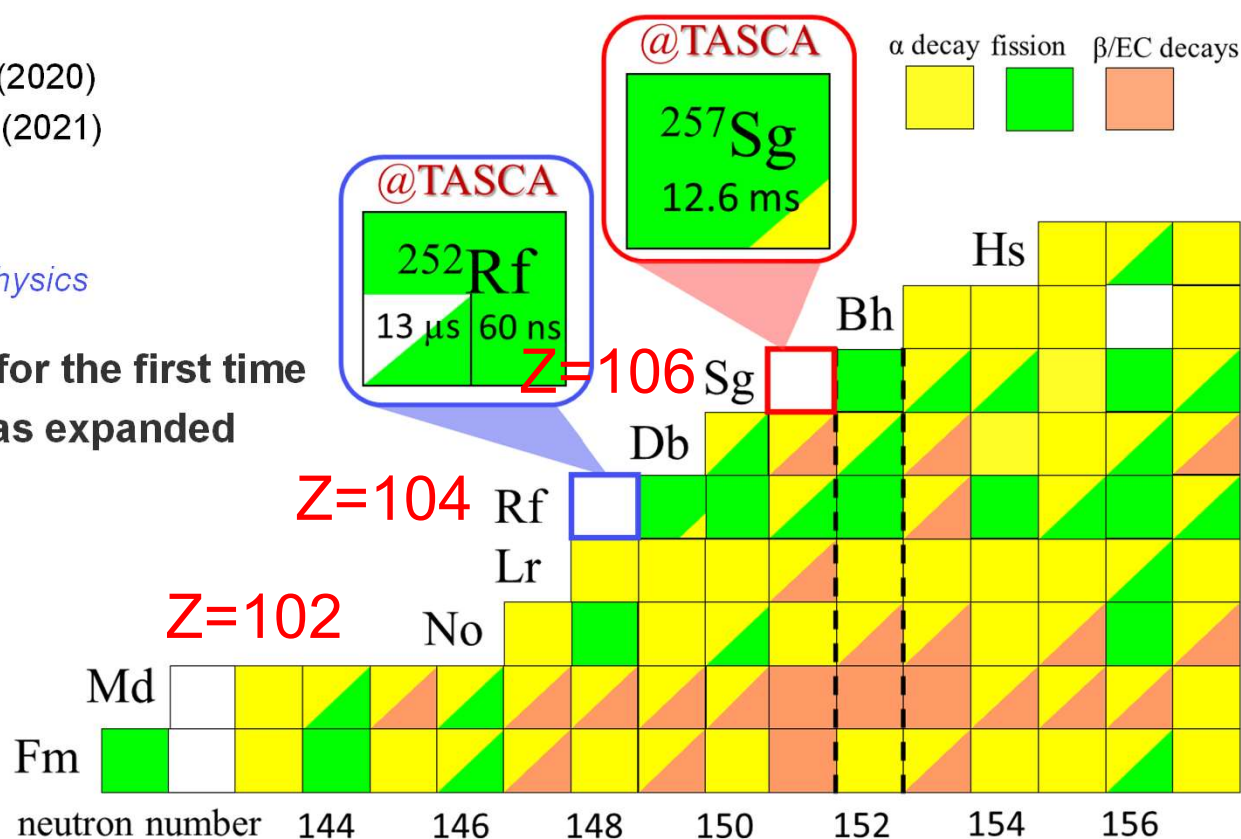 (2020)
(2021)
hysics
for the first time
as expanded
@TASCA
257Sg
12.6 ms
@TASCA
252Rf
13 μs 60 ns
α decay fission β/EC decays
Hs
Bh
Z=106 Sg
Db
Z=104 Rf
Lr
Z=102 No
Md
Fm
neutron number 144 146 148 150 152 154 156